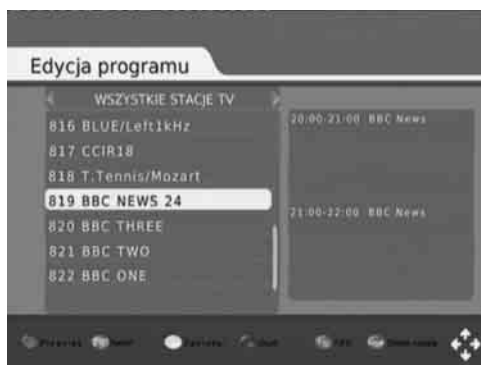 Edycja programu
WSZYSTKIE STACJE TV
816 BLUE/Left1kHz
817 CCIR18
818 T.Tennis/Mozart
819 BBC NEWS 24
820 BBC THREE
821 BBC TWO
822 BBC ONE
20:00-21:00 BBC News
21:00-22:00 BBC News